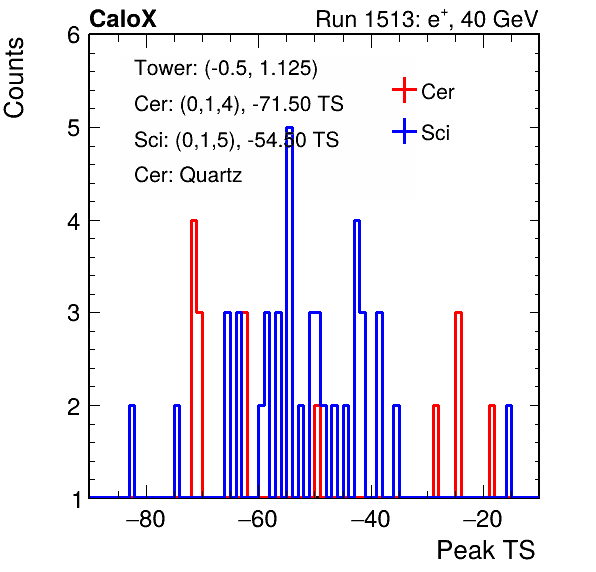 CaloX Run 1513: e⁺, 40 GeV
Counts
Tower: (-0.5, 1.125)
Cer: (0,1,4), -71.50 TS
Sci: (0,1,5), -54.50 TS
Cer: Quartz
Cer
Sci
6
5
4
3
2
1
−80 −60 −40 −20
Peak TS